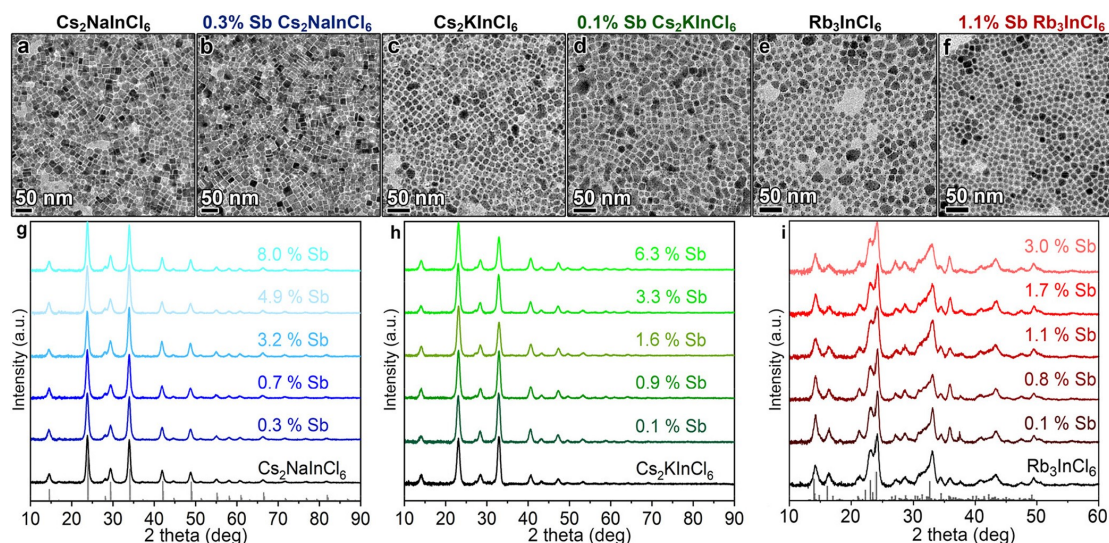 Cs2NaInCl6
0.3% Sb Cs2NaInCl6
Cs2KInCl6
0.1% Sb Cs2KInCl6
Rb3InCl6
1.1% Sb Rb3InCl6
a
b
c
d
e
f
50 nm
50 nm
50 nm
50 nm
50 nm
50 nm
g
8.0 % Sb
4.9 % Sb
3.2 % Sb
0.7 % Sb
0.3 % Sb
Cs2NaInCl6
Intensity (a.u.)
10 20 30 40 50 60 70 80 90
2 theta (deg)
h
6.3 % Sb
3.3 % Sb
1.6 % Sb
0.9 % Sb
0.1 % Sb
Cs2KInCl6
Intensity (a.u.)
10 20 30 40 50 60 70 80 90
2 theta (deg)
i
3.0 % Sb
1.7 % Sb
1.1 % Sb
0.8 % Sb
0.1 % Sb
Rb3InCl6
Intensity (a.u.)
10 20 30 40 50 60
2 theta (deg)